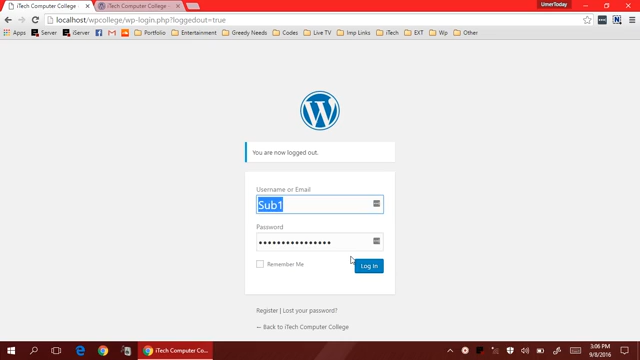 UmerToday
iTech Computer College
iTech Computer College -
localhost/wpcollege/wp-login.php?loggedout=true
Apps Server iServer Portfolio Entertainment Greedy Needs Codes Live TV Imp Links iTech EXT Wp Other
You are now logged out.
Username or Email
Sub1
Password
Remember Me
Log In
Register | Lost your password?
← Back to iTech Computer College
iTech Computer Co...
3:06 PM
9/8/2016